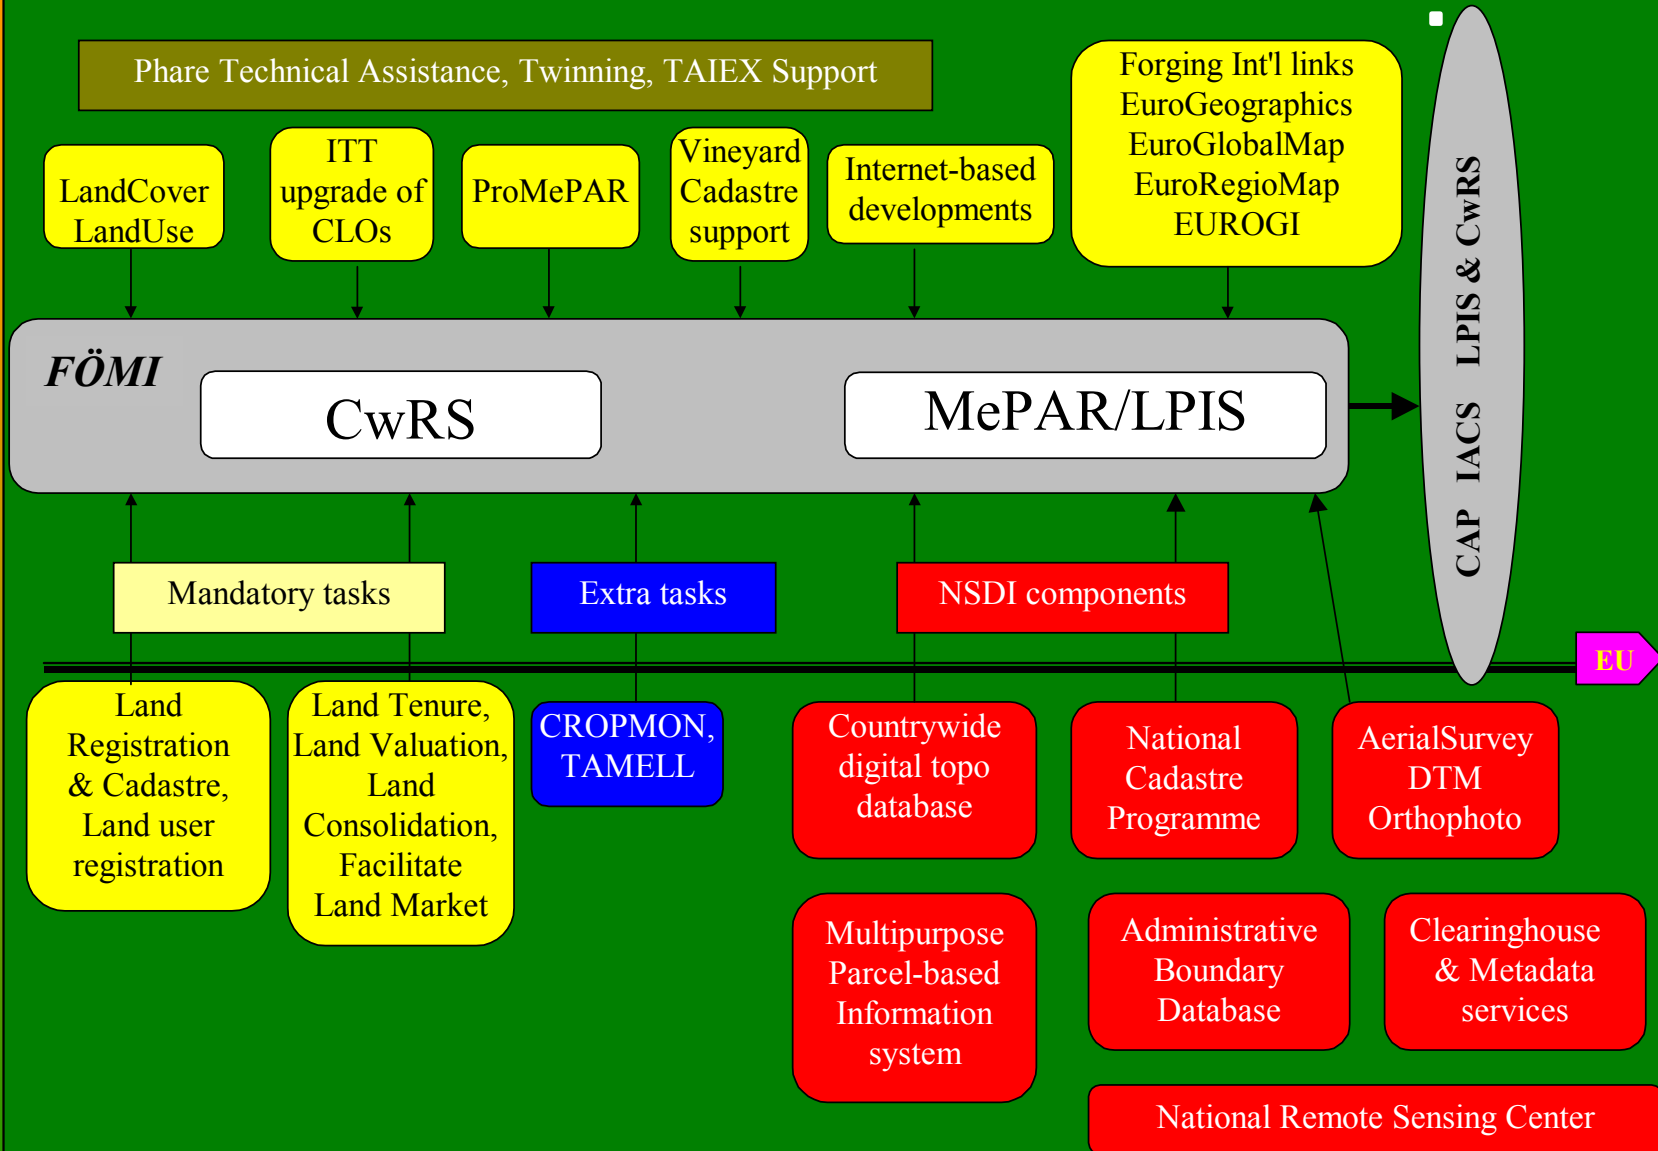 Phare Technical Assistance, Twinning, TAIEX Support
Forging Int'l links
EuroGeographics
EuroGlobalMap
EuroRegioMap
EUROGI
LandCover
LandUse
ITT
upgrade of
CLOs
ProMePAR
Vineyard
Cadastre
support
Internet-based
developments
FÖMI
CwRS
MePAR/LPIS
CAP IACS LPIS & CwRS
Mandatory tasks
Extra tasks
NSDI components
EU
Land
Registration
& Cadastre,
Land user
registration
Land Tenure,
Land Valuation,
Land
Consolidation,
Facilitate
Land Market
CROPMON,
TAMELL
Countrywide
digital topo
database
National
Cadastre
Programme
AerialSurvey
DTM
Orthophoto
Multipurpose
Parcel-based
Information
system
Administrative
Boundary
Database
Clearinghouse
& Metadata
services
National Remote Sensing Center